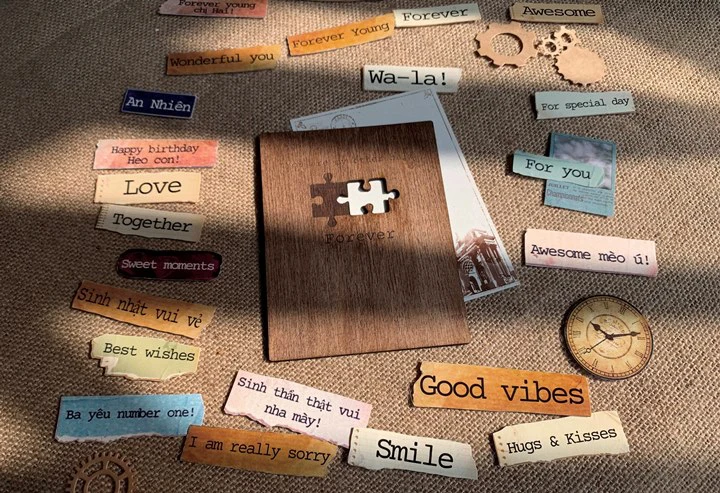 Forever young
chị Hai!
Forever
Awesome
Forever Young
Wonderful you
Wa-la!
An Nhiên
For special day
Happy birthday
Heo con!
For you
Love
Together
Forever
Awesome mèo ú!
Sweet moments
Sinh nhật vui vẻ
Best wishes
Good vibes
Sinh thần thật vui
nha mày!
Ba yêu number one!
I am really sorry
Smile
Hugs & Kisses